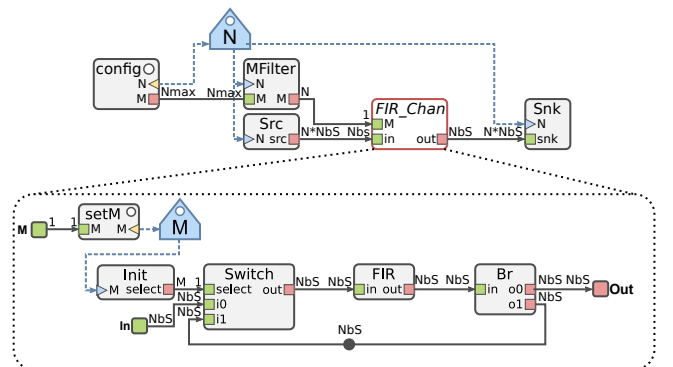 N
config
N
M
Nmax
Nmax
MFilter
N
M
M
N
Src
N
src
N*NbS
Nbs
1
FIR_Chan
M
in
out
NbS
N*NbS
Snk
N
snk
M
1
1
setM
M
M
M
Init
M
select
M
1
Switch
select
out
i0
i1
In
NbS
NbS
NbS
NbS
NbS
FIR
in
out
NbS
NbS
Br
in
o0
o1
NbS
NbS
NbS
Out
NbS